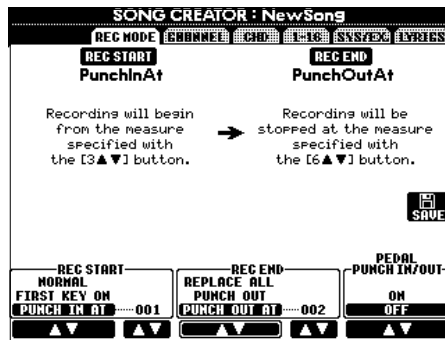 SONG CREATOR : NewSong
REC MODE CHANNEL CHD 1-16 SYS/EX. LYRICS
REC START REC END
PunchInAt PunchOutAt
Recording will begin
from the measure
specified with
the [3▲▼] button.
Recording will be
stopped at the measure
specified with
the [6▲▼] button.
SAVE
REC START
NORMAL
FIRST KEY ON
PUNCH IN AT 001
REC END
REPLACE ALL
PUNCH OUT
PUNCH OUT AT 002
PEDAL
PUNCH IN/OUT
ON
OFF
▲▼ ▲▼ ▲▼ ▲▼ ▲▼